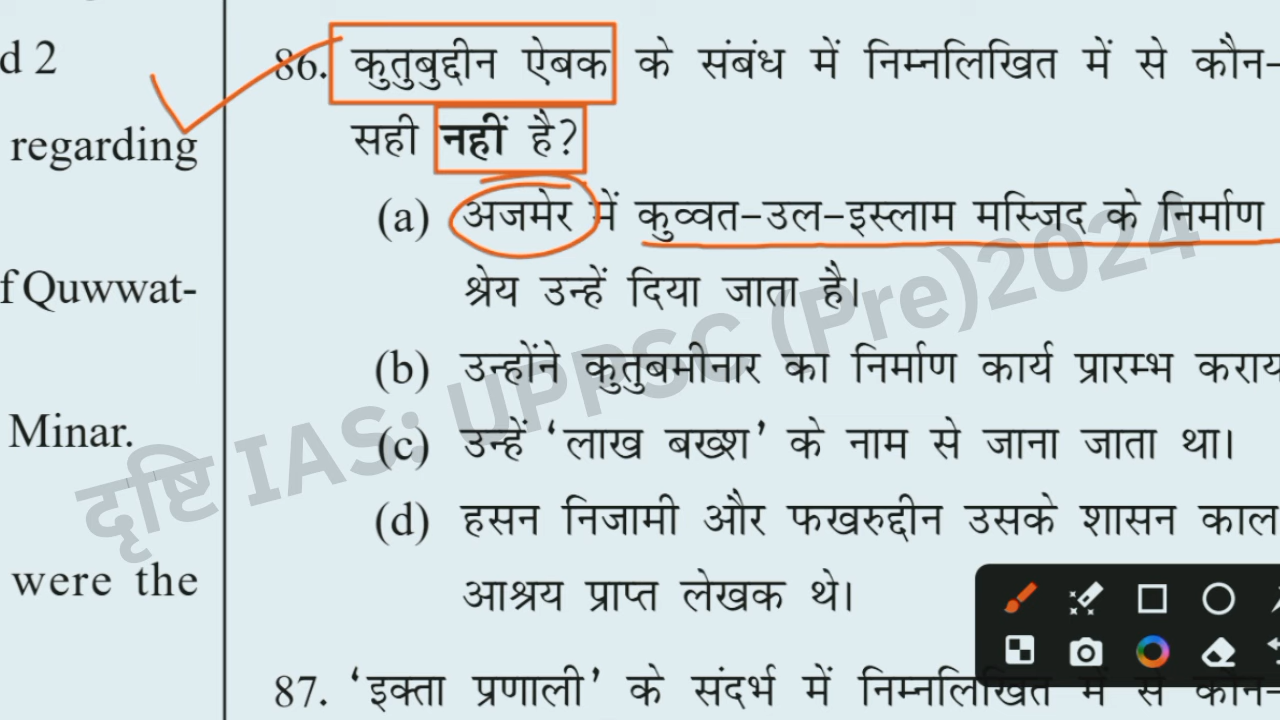 d 2
regarding
f Quwwat-
Minar.
were the
86. कुतुबुद्दीन ऐबक के संबंध में निम्नलिखित में से कौन-
सही नहीं है?
(a) अजमेर में कुव्वत-उल-इस्लाम मस्जिद के निर्माण
श्रेय उन्हें दिया जाता है।
(b) उन्होंने कुतुबमीनार का निर्माण कार्य प्रारम्भ कराय
(c) उन्हें ‘लाख बख्श’ के नाम से जाना जाता था।
(d) हसन निजामी और फखरुद्दीन उसके शासन काल
आश्रय प्राप्त लेखक थे।
87. ‘इक्ता प्रणाली’ के संदर्भ में निम्नलिखित में से कौन-
दृष्टि IAS: UPPSC (Pre)2024